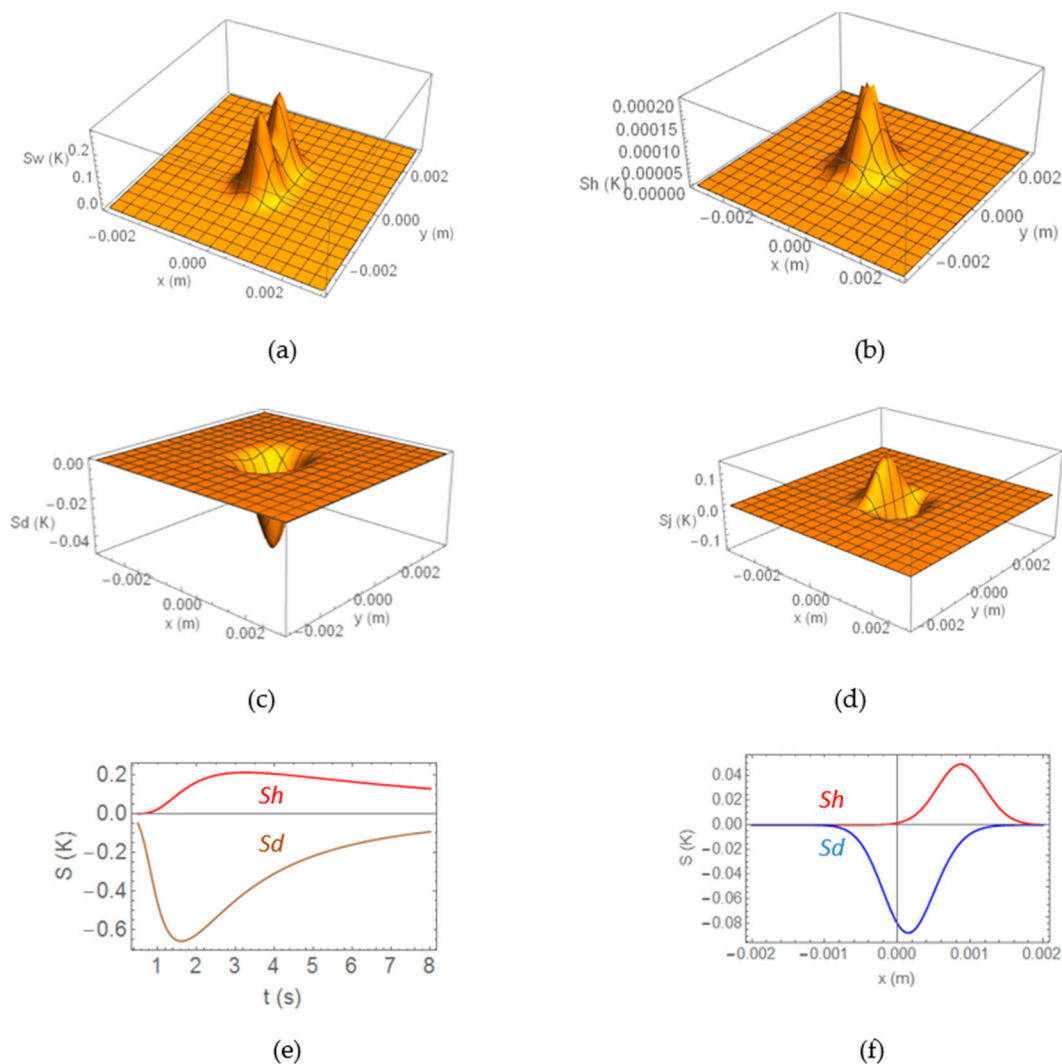 Sw (K)
0.2
0.1
0.0
−0.002
0.000
x (m)
0.002
−0.002
0.000
y (m)
0.002
(a)
Sh (K)
0.00020
0.00015
0.00010
0.00005
0.00000
−0.002
0.000
x (m)
0.002
−0.002
0.000
y (m)
0.002
(b)
Sd (K)
0.00
−0.02
−0.04
−0.002
0.000
x (m)
0.002
−0.002
0.000
y (m)
0.002
(c)
Sj (K)
0.1
0.0
−0.1
−0.002
0.000
x (m)
0.002
−0.002
0.000
y (m)
0.002
(d)
S (K)
0.2
0.0
−0.2
−0.4
−0.6
Sh
Sd
1 2 3 4 5 6 7 8
t (s)
(e)
S (K)
0.04
0.02
0.00
−0.02
−0.04
−0.06
−0.08
Sh
Sd
−0.002 −0.001 0.000 0.001 0.002
x (m)
(f)